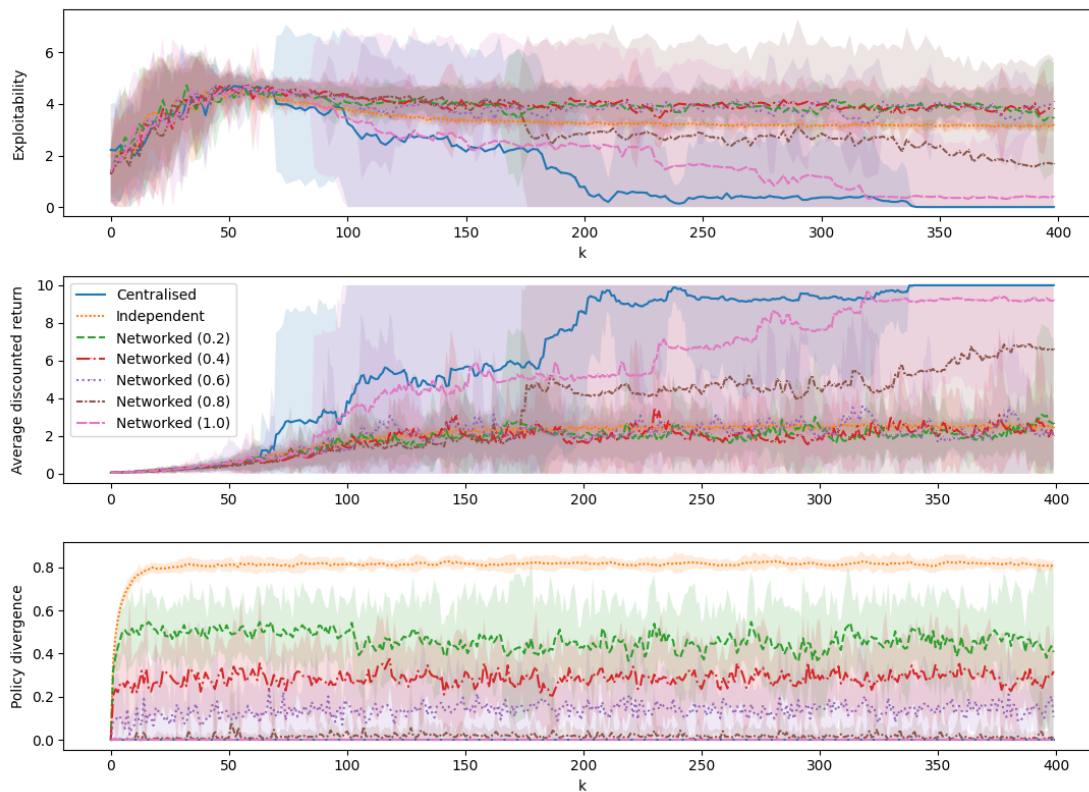 Exploitability
6
4
2
0
0 50 100 150 200 250 300 350 400
k
Average discounted return
10
8
6
4
2
0
Centralised
Independent
Networked (0.2)
Networked (0.4)
Networked (0.6)
Networked (0.8)
Networked (1.0)
0 50 100 150 200 250 300 350 400
k
Policy divergence
0.8
0.6
0.4
0.2
0.0
0 50 100 150 200 250 300 350 400
k